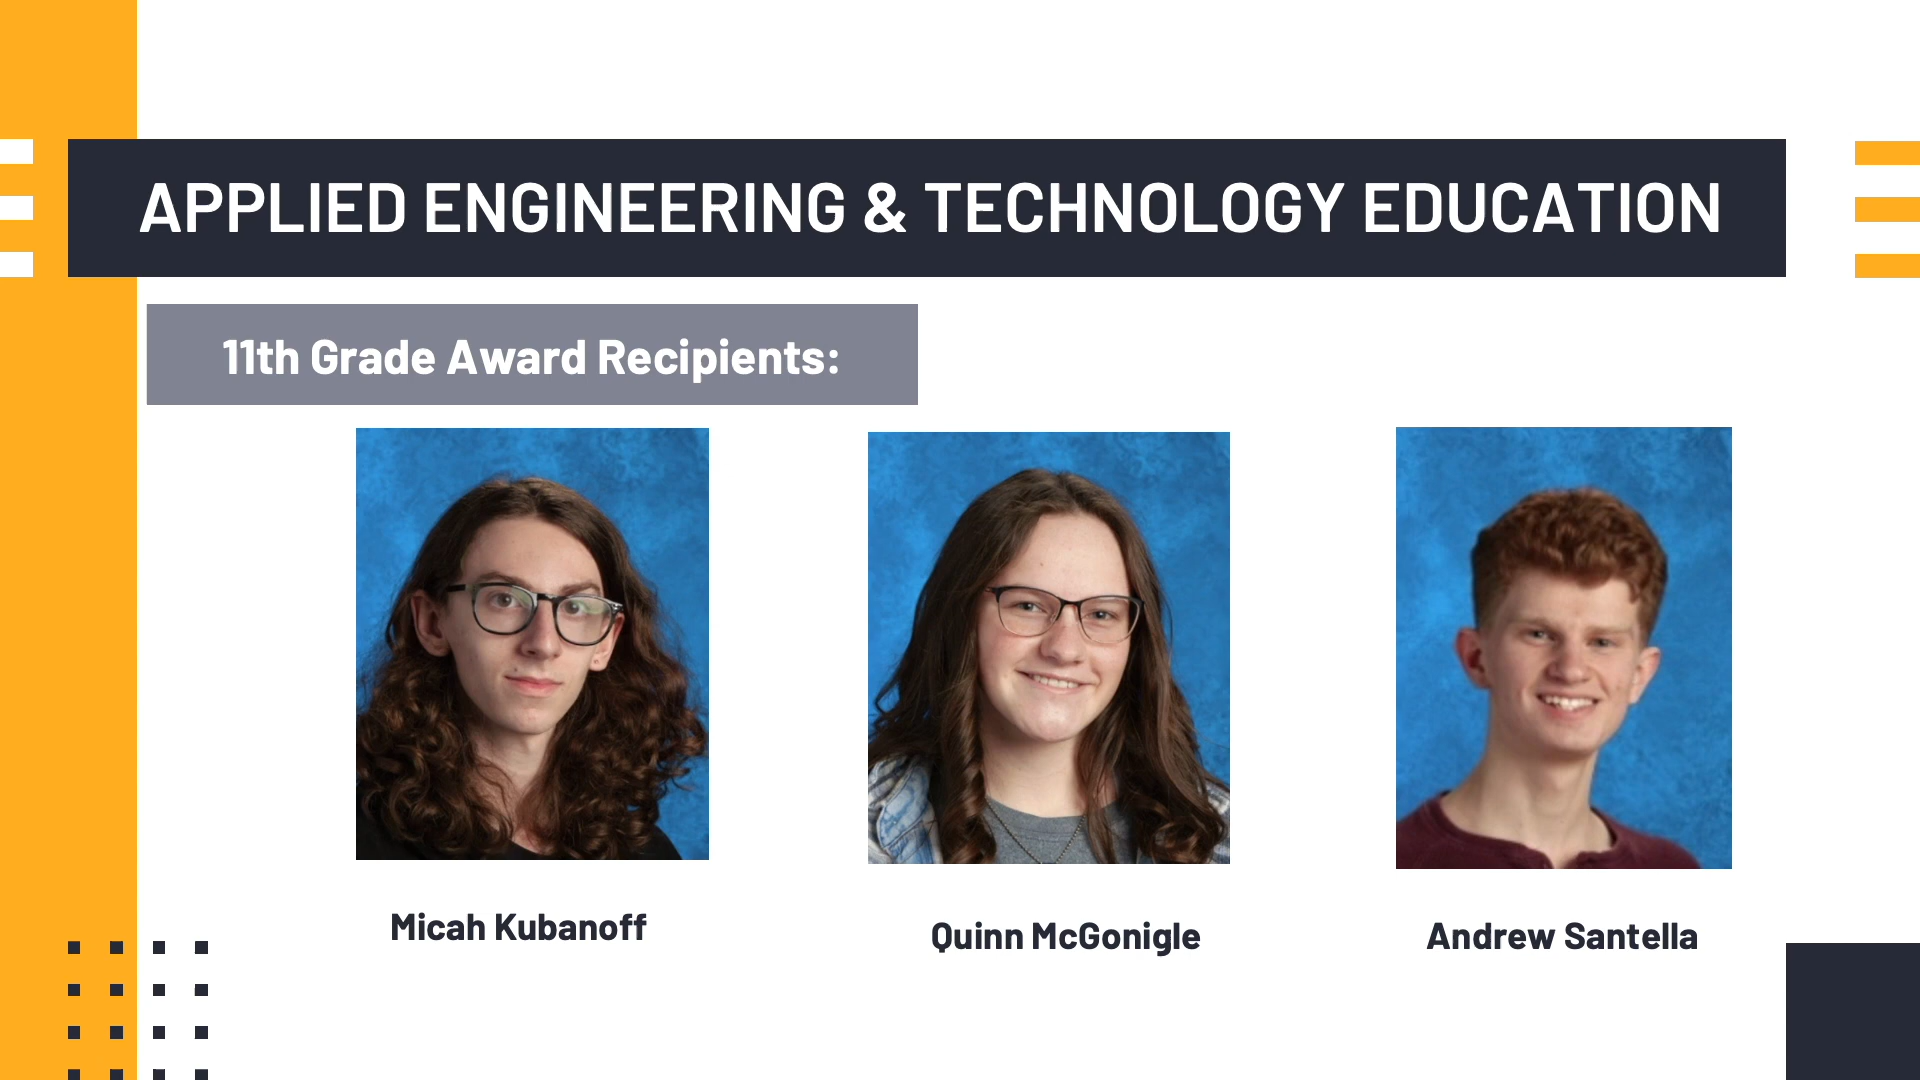 APPLIED ENGINEERING & TECHNOLOGY EDUCATION
11th Grade Award Recipients:
Micah Kubanoff
Quinn McGonigle
Andrew Santella